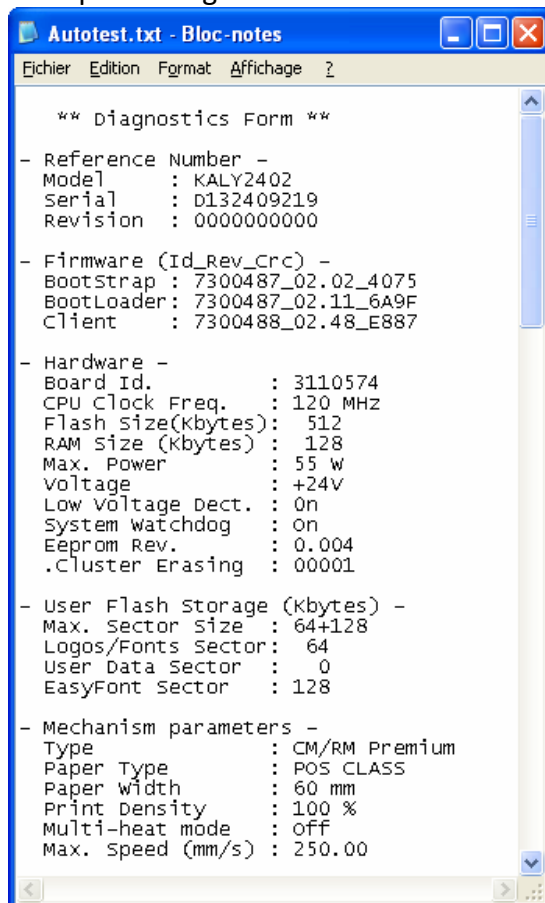 Autotest.txt - Bloc-notes
Eichier Edition Format Affichage ?
** Diagnostics Form **
- Reference Number -
Model : KALY2402
Serial : D132409219
Revision : 0000000000
- Firmware (Id_Rev_Crc) -
BootStrap : 7300487_02.02_4075
BootLoader: 7300487_02.11_6A9F
Client : 7300488_02.48_E887
- Hardware -
Board Id. : 3110574
CPU Clock Freq. : 120 MHz
Flash Size(Kbytes): 512
RAM Size (Kbytes) : 128
Max. Power : 55 W
Voltage : +24V
Low Voltage Dect. : On
System Watchdog : On
Eeprom Rev. : 0.004
.Cluster Erasing : 00001
- User Flash Storage (Kbytes) -
Max. Sector Size : 64+128
Logos/Fonts Sector: 64
User Data Sector : 0
EasyFont Sector : 128
- Mechanism parameters -
Type : CM/RM Premium
Paper Type : POS CLASS
Paper Width : 60 mm
Print Density : 100 %
Multi-heat mode : Off
Max. Speed (mm/s) : 250.00